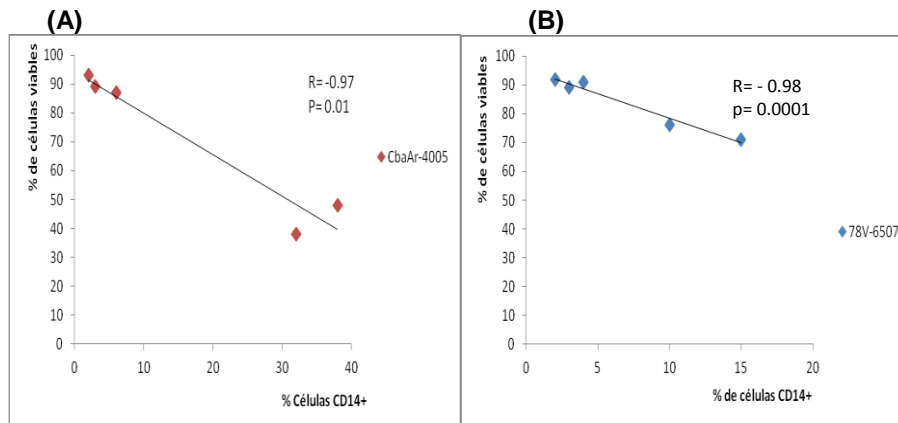 (A)
% de células viables
100
90
80
70
60
50
40
30
20
10
0
0 10 20 30 40
% Células CD14+
R= -0.97
P= 0.01
CbaAr-4005
(B)
% de células viables
100
90
80
70
60
50
40
30
20
10
0
0 5 10 15 20
% de células CD14+
R= - 0.98
p= 0.0001
78V-6507